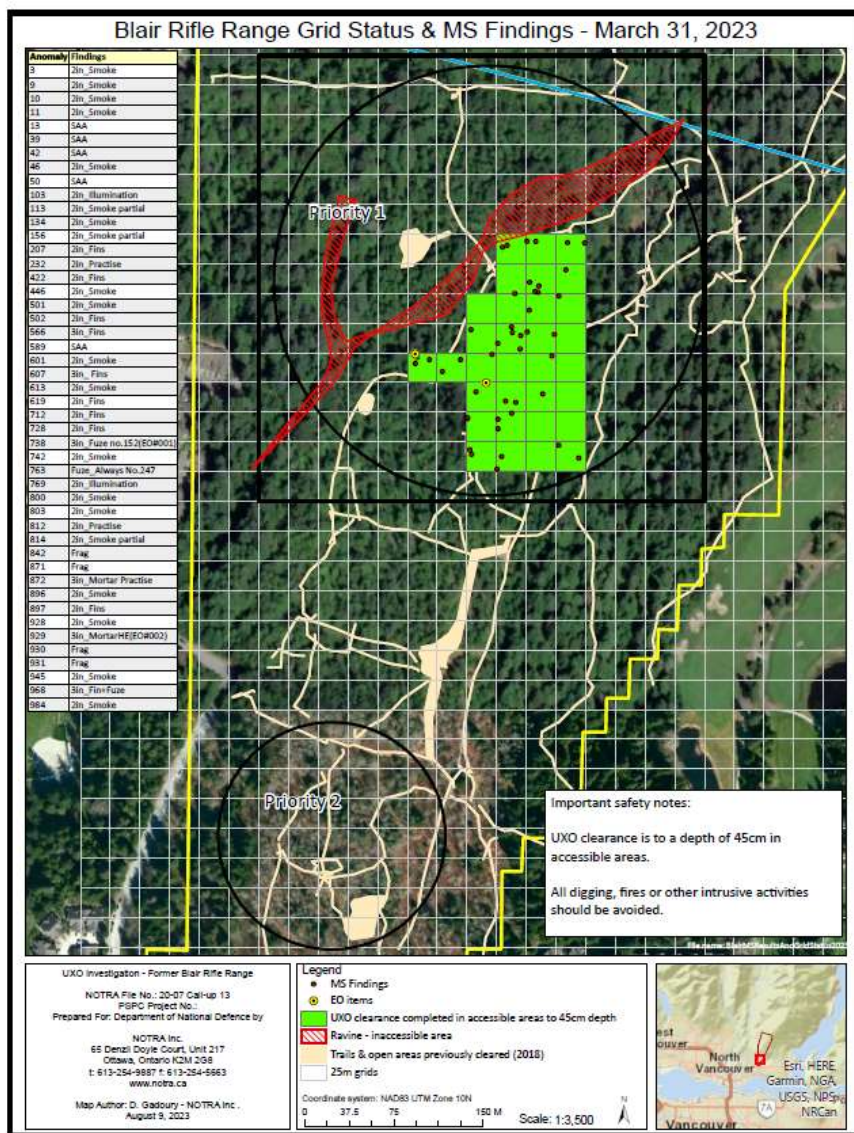 Blair Rifle Range Grid Status & MS Findings - March 31, 2023
Anomaly Findings
3 2in_Smoke
9 2in_Smoke
10 2in_Smoke
11 2in_Smoke
13 SAA
39 SAA
42 SAA
46 2in_Smoke
50 SAA
103 2in_Illumination
113 2in_Smoke partial
134 2in_Smoke
156 2in_Smoke partial
207 2in_Fins
232 2in_Practise
422 2in_Fins
446 2in_Smoke
501 2in_Smoke
502 2in_Fins
566 3in_Fins
589 SAA
601 2in_Smoke
607 3in_ Fins
613 2in_Smoke
619 2in_Fins
712 2in_Fins
728 2in_Fins
738 3in_Fuze no.152(EO#001)
742 2in_Smoke
763 Fuze_Always No.247
769 2in_Illumination
800 2in_Smoke
803 2in_Smoke
812 2in_Practise
814 2in_Smoke partial
842 Frag
871 Frag
872 3in_Mortar Practise
896 2in_Smoke
897 2in_Fins
928 2in_Smoke
929 3in_MortarHE(EO#002)
930 Frag
931 Frag
945 2in_Smoke
968 3in_Fin+Fuze
984 2in_Smoke
Priority 1
Priority 2
Important safety notes:
UXO clearance is to a depth of 45cm in
accessible areas.
All digging, fires or other intrusive activities
should be avoided.
UXO Investigation - Former Blair Rifle Range
NOTRA File No.: 20-07 Call-up 13
PSPC Project No.:
Prepared For: Department of National Defence by
NOTRA Inc.
65 Denzil Doyle Court, Unit 217
Ottawa, Ontario K2M 2G8
t: 613-254-9887 f: 613-254-5663
www.notra.ca
Map Author: D. Gadoury - NOTRA Inc.
August 9, 2023
Legend
MS Findings
EO items
UXO clearance completed in accessible areas to 45cm depth
Ravine - inaccessible area
Trails & open areas previously cleared (2018)
25m grids
Coordinate system: NAD83 UTM Zone 10N
0 37.5 75 150 M
Scale: 1:3,500
N
est
couver
North
Vancouver
Vancouver
7A
Esri, HERE,
Garmin, NGA,
USGS, NPS,
NRCan